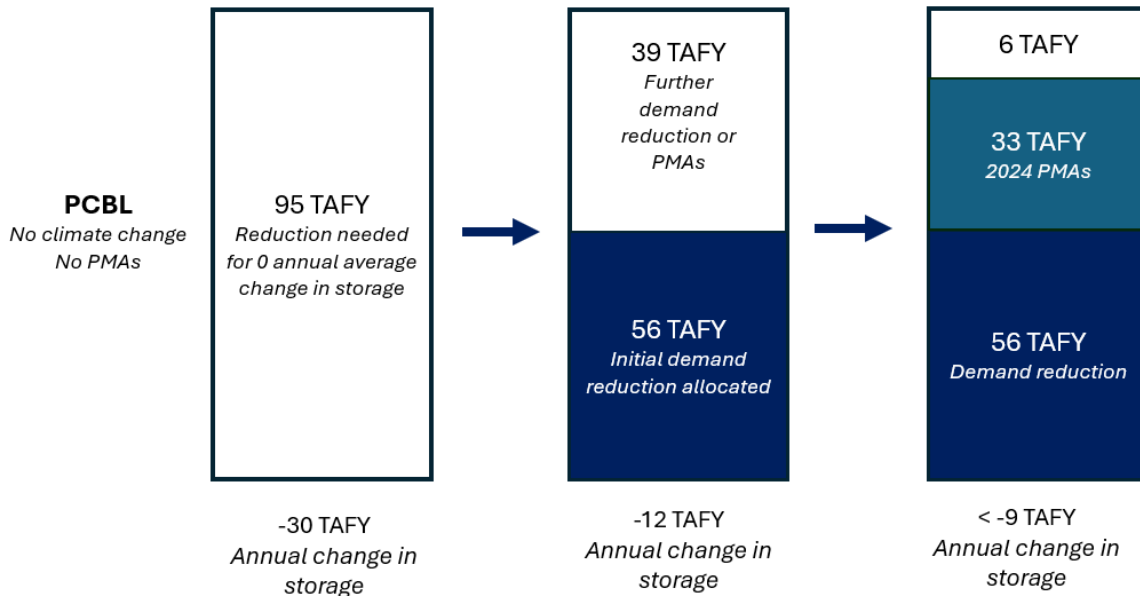 PCBL
No climate change
No PMAs
95 TAFY
Reduction needed
for 0 annual average
change in storage
-30 TAFY
Annual change in
storage
39 TAFY
Further
demand
reduction or
PMAs
56 TAFY
Initial demand
reduction allocated
-12 TAFY
Annual change in
storage
6 TAFY
33 TAFY
2024 PMAs
56 TAFY
Demand reduction
< -9 TAFY
Annual change in
storage